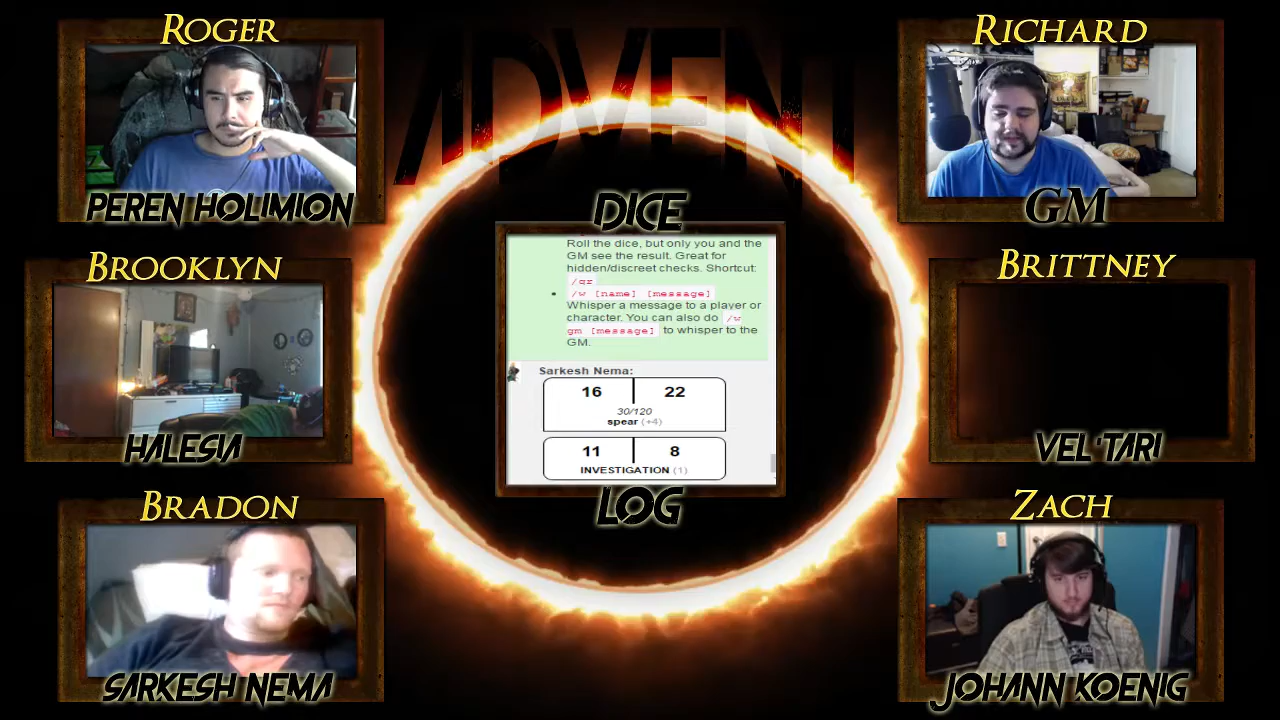 ADVENT
ROGER
PEREN HOLIMION
RICHARD
GM
BROOKLYN
HALESIA
BRITTNEY
VEL'TARI
BRADON
SARKESH NEMA
ZACH
JOHANN KOENIG
DICE
Roll the dice, but only you and the
GM see the result. Great for
hidden/discreet checks. Shortcut:
/gr
• /w [name] [message]
Whisper a message to a player or
character. You can also do /w
gm [message] to whisper to the
GM.
Sarkesh Nema:
16 22
30/120
spear (+4)
11 8
INVESTIGATION (1)
LOG